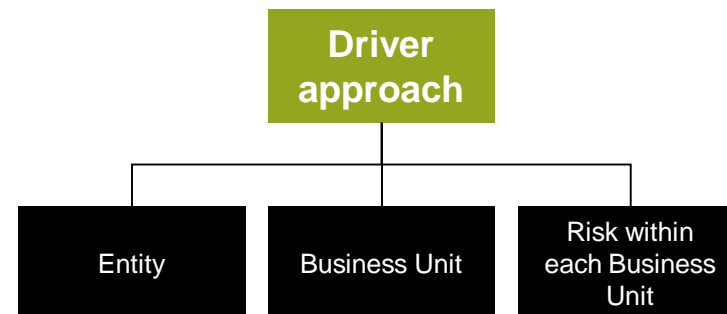 Driver
approach
Entity
Business Unit
Risk within
each Business
Unit